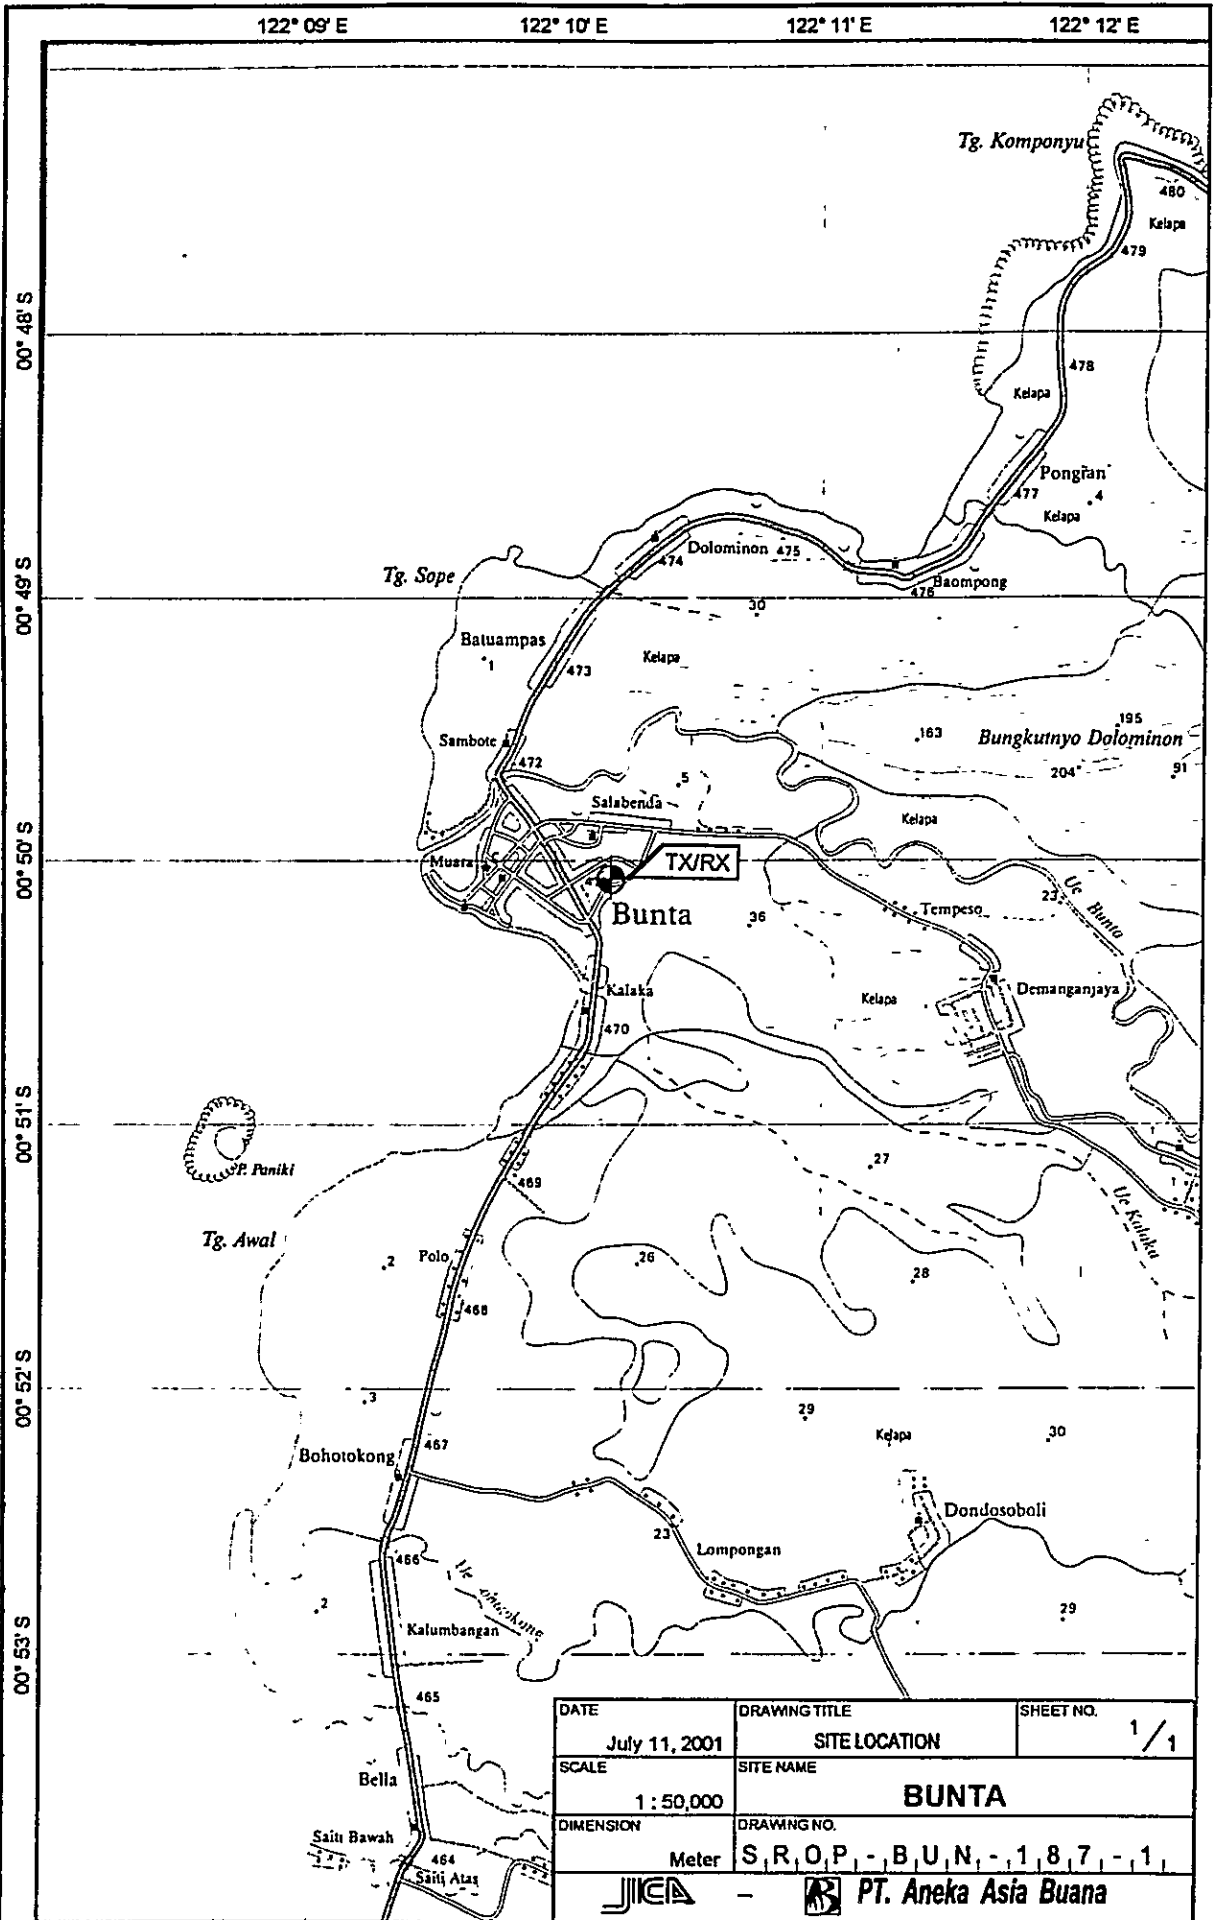 122° 09' E 122° 10' E 122° 11' E 122° 12' E
Tg. Komponyu
480
Kelapa
479
00° 48' S
478
Kelapa
Pongian
477
4
Kelapa
Dolominon 475
474
Tg. Sope
Baompong
476
00° 49' S
30
Batuampas
1
473
Kelapa
195
163
Bungkutnyo Dolominon
Sambote
472
204
91
5
Salabenda
Kelapa
00° 50' S
Muara
TX/RX
Bunta
36
Tempeso
23
Ue Bunta
Kalaka
Kelapa
Demanganjaya
470
00° 51' S
P. Paniki
27
469
Ue Kalaka
Tg. Awal
Polo
2
26
28
468
00° 52' S
3
29
Kelapa
30
467
Bohotokong
Dondosoboli
23
Lompongan
466
Ue
2
29
Kalumbangan
00° 53' S
465
Bella
Saiti Bawah
464
Saiti Atas
DATE
July 11, 2001
DRAWING TITLE
SITE LOCATION
SHEET NO.
1/1
SCALE
1 : 50,000
SITE NAME
BUNTA
DIMENSION
Meter
DRAWING NO.
SROP-BUN-187-1
JICA - PT. Aneka Asia Buana